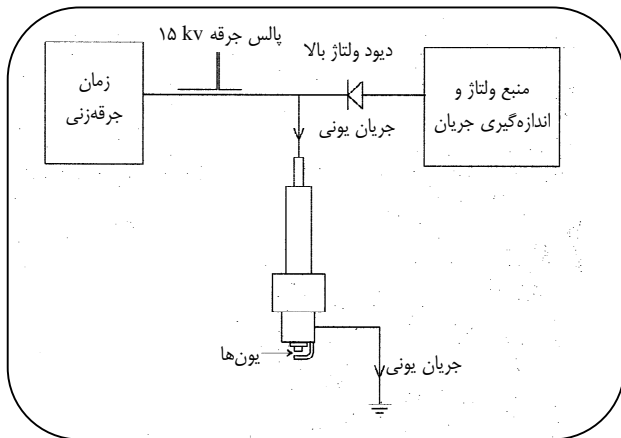 پالس جرقه ۱۵ kv
دیود ولتاژ بالا
منبع ولتاژ و
اندازه‌گیری جریان
زمان
جرقه‌زنی
جریان یونی
یون‌ها
جریان یونی